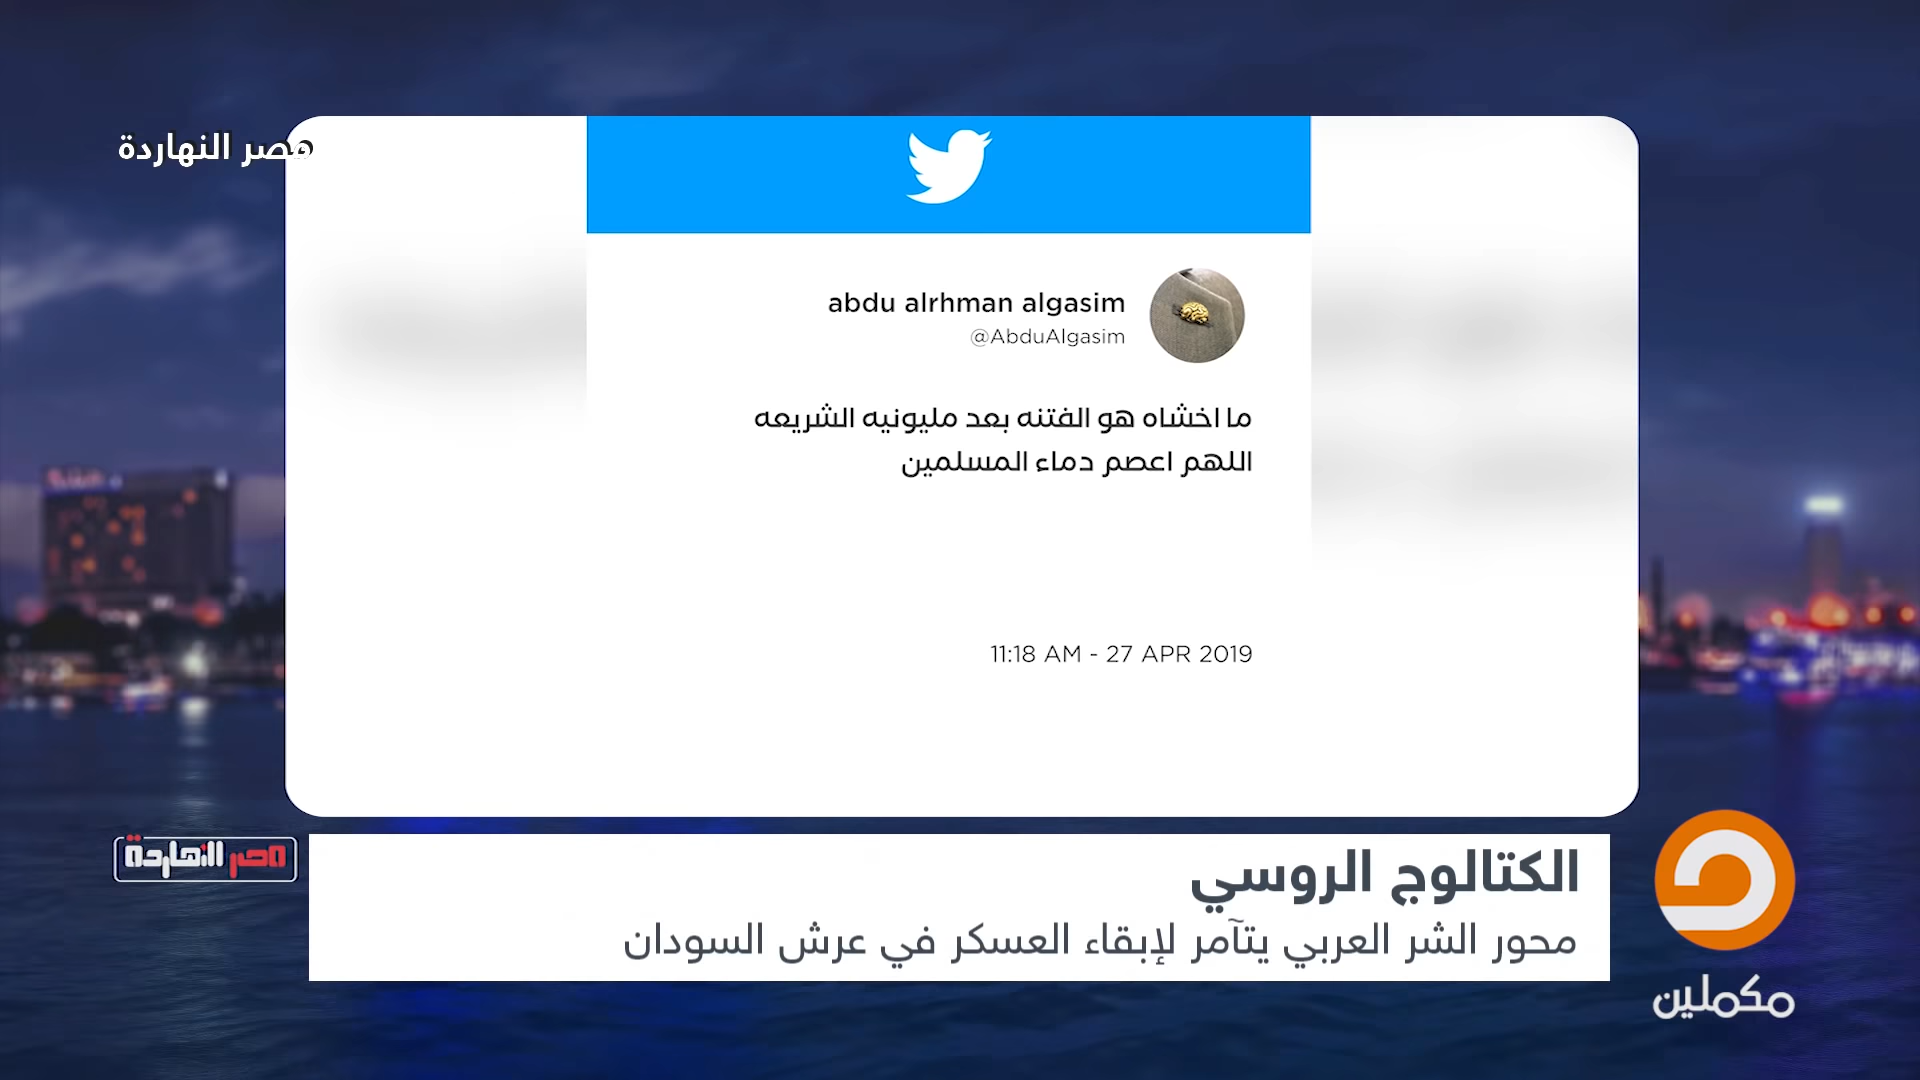 مصر النهاردة
abdu alrhman algasim
@AbduAlgasim
ما اخشاه هو الفتنه بعد مليونيه الشريعه
اللهم اعصم دماء المسلمين
11:18 AM - 27 APR 2019
مصر النهاردة
الكتالوج الروسي
محور الشر العربي يتآمر لإبقاء العسكر في عرش السودان
مكملين